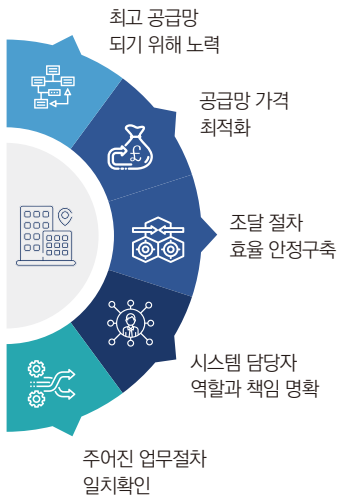 최고 공급망
되기 위해 노력
공급망 가격
최적화
£
조달 절차
효율 안정구축
시스템 담당자
역할과 책임 명확
주어진 업무절차
일치확인